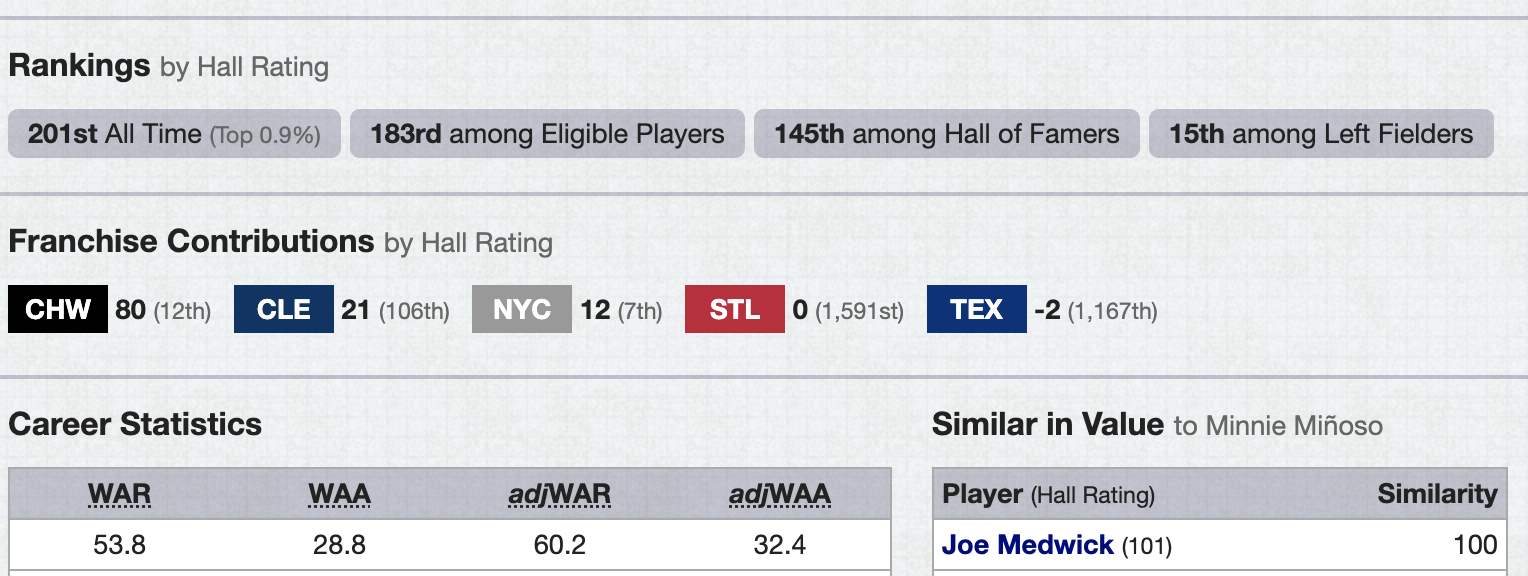 Rankings by Hall Rating
201st All Time (Top 0.9%) 183rd among Eligible Players 145th among Hall of Famers 15th among Left Fielders
Franchise Contributions by Hall Rating
CHW 80 (12th) CLE 21 (106th) NYC 12 (7th) STL 0 (1,591st) TEX -2 (1,167th)
Career Statistics
WAR WAA adjWAR adjWAA
53.8 28.8 60.2 32.4
Similar in Value to Minnie Miñoso
Player (Hall Rating) Similarity
Joe Medwick (101) 100